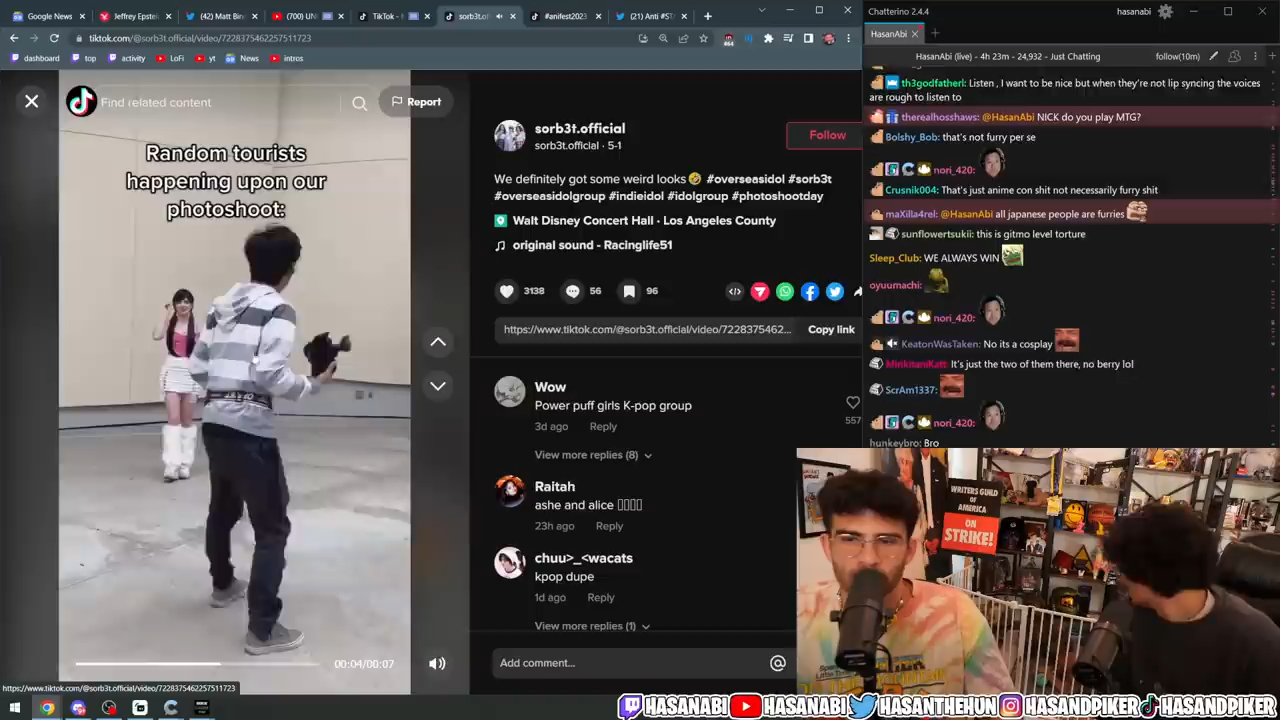 Google News
Jeffrey Epstei
(42) Matt Bin
(700) UN
TikTok - M
sorb3t.of
#anifest2023
(21) Anti #ST
tiktok.com/@sorb3t.official/video/7228375462257511723
dashboard
top
activity
LoFi
yt
News
intros
Find related content
Report
Random tourists
happening upon our
photoshoot:
00:04/00:07
sorb3t.official
sorb3t.official · 5-1
Follow
We definitely got some weird looks🤣 #overseasidol #sorb3t
#overseasidolgroup #indieidol #idolgroup #photoshootday
Walt Disney Concert Hall · Los Angeles County
original sound - Racinglife51
3138
56
96
https://www.tiktok.com/@sorb3t.official/video/7228375462...
Copy link
Wow
Power puff girls K-pop group
557
3d ago Reply
View more replies (8)
Raitah
ashe and alice
23h ago Reply
chuu>_<wacats
kpop dupe
1d ago Reply
View more replies (1)
Add comment...
https://www.tiktok.com/@sorb3t.official/video/7228375462257511723
Chatterino 2.4.4
hasanabi
HasanAbi
HasanAbi (live) - 4h 23m - 24,932 - Just Chatting
follow(10m)
th3godfatherl: Listen , I want to be nice but when they're not lip syncing the voices
are rough to listen to
therealhosshaws: @HasanAbi NICK do you play MTG?
Bolshy_Bob: that's not furry per se
nori_420:
Crusnik004: That's just anime con shit not necessarily furry shit
maXilla4rel: @HasanAbi all japanese people are furries
sunflowertsukii: this is gitmo level torture
Sleep_Club: WE ALWAYS WIN
oyuumachi:
nori_420:
KeatonWasTaken: No its a cosplay
MinkmaniKatt: It's just the two of them there, no berry lol
ScrAm1337:
nori_420:
hunkeybro: Bro
WRITERS GUILD
OF
AMERICA
ON
STRIKE!
HASANABI
HASANABI
HASANTHEHUN
HASANDPIKER
HASANDPIKER